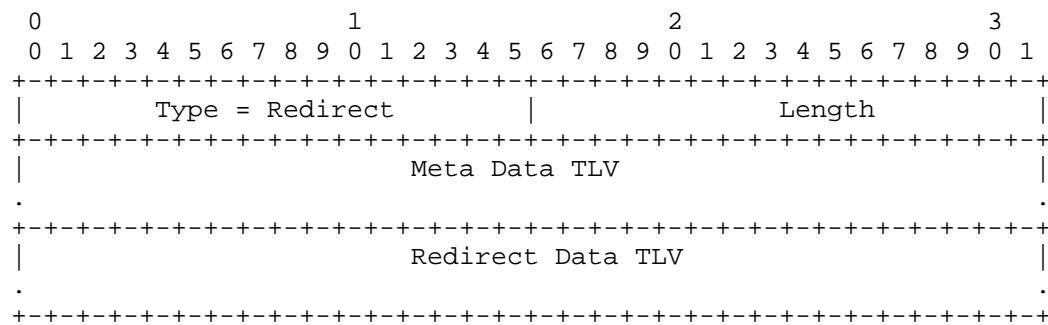 0                   1                   2                   3
 0 1 2 3 4 5 6 7 8 9 0 1 2 3 4 5 6 7 8 9 0 1 2 3 4 5 6 7 8 9 0 1
+-+-+-+-+-+-+-+-+-+-+-+-+-+-+-+-+-+-+-+-+-+-+-+-+-+-+-+-+-+-+-+-+
|        Type = Redirect        |               Length          |
+-+-+-+-+-+-+-+-+-+-+-+-+-+-+-+-+-+-+-+-+-+-+-+-+-+-+-+-+-+-+-+-+
|                        Meta Data TLV                          |
.                                                               .
+-+-+-+-+-+-+-+-+-+-+-+-+-+-+-+-+-+-+-+-+-+-+-+-+-+-+-+-+-+-+-+-+
|                        Redirect Data TLV                      |
.                                                               .
+-+-+-+-+-+-+-+-+-+-+-+-+-+-+-+-+-+-+-+-+-+-+-+-+-+-+-+-+-+-+-+-+